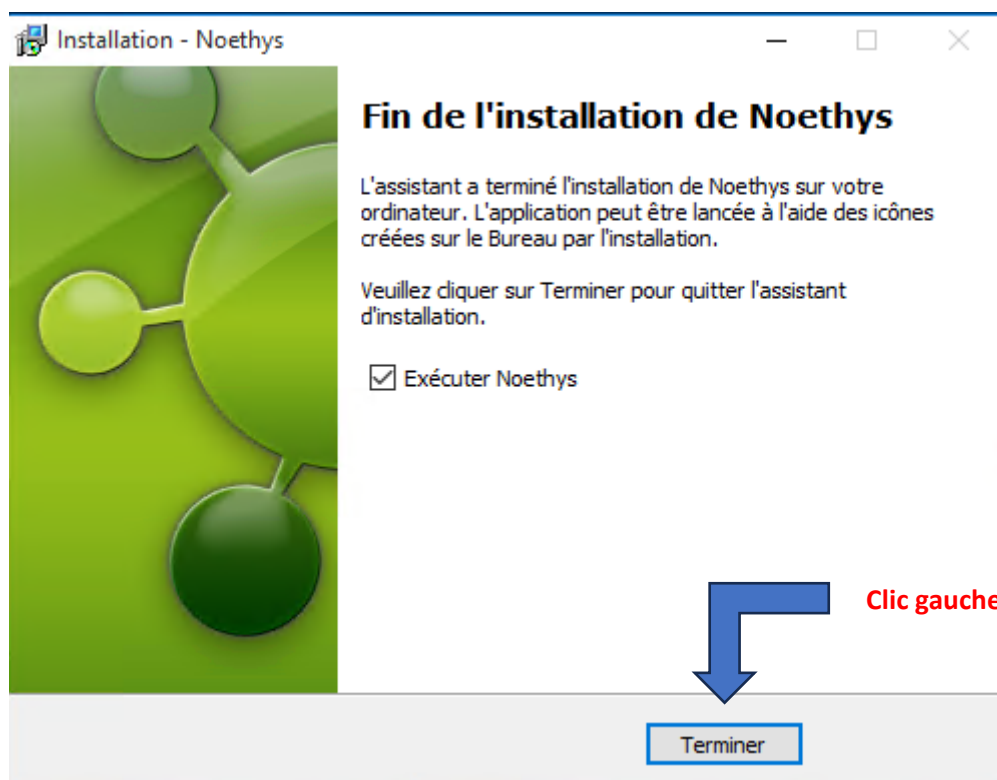 Installation - Noethys
Fin de l'installation de Noethys
L'assistant a terminé l'installation de Noethys sur votre
ordinateur. L'application peut être lancée à l'aide des icônes
créées sur le Bureau par l'installation.
Veuillez cliquer sur Terminer pour quitter l'assistant
d'installation.
Exécuter Noethys
Clic gauche
Terminer